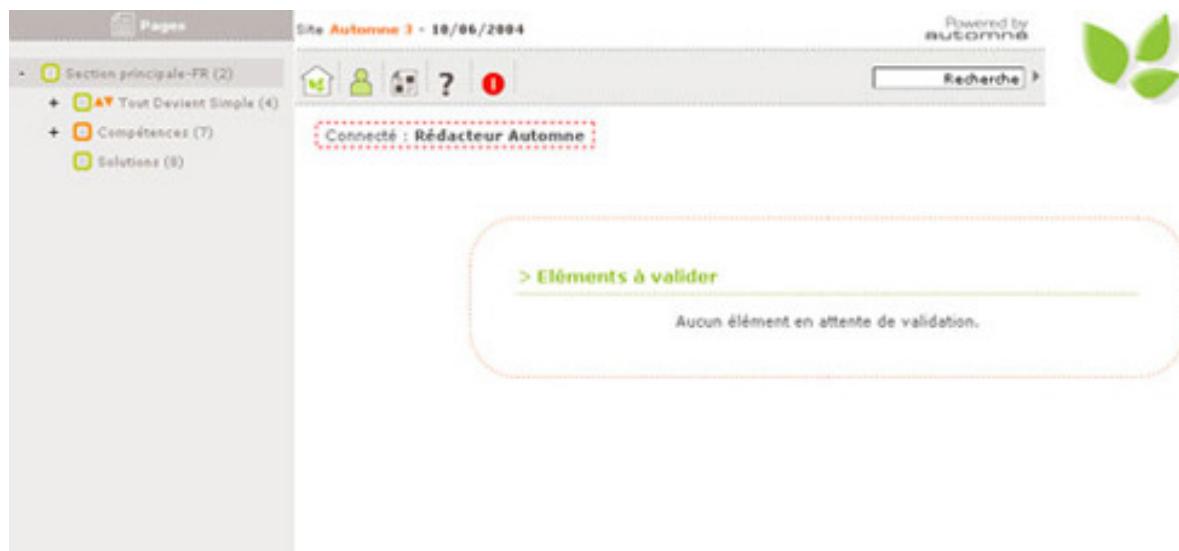 Pages
Site Automne 3 - 10/06/2004
Powered by
automne
Section principale-FR (2)
+ Tout Devient Simple (4)
+ Compétences (7)
Solutions (8)
?
Recherche
Connecté : Rédacteur Automne
> Eléments à valider
Aucun élément en attente de validation.